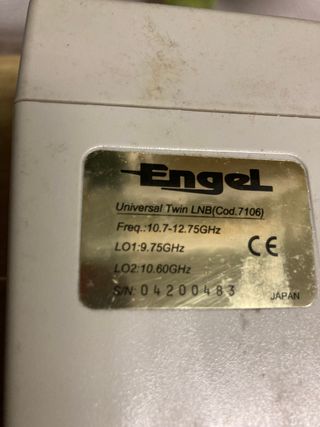 Engel
Universal Twin LNB(Cod.7106)
Freq.:10.7-12.75GHz
LO1:9.75GHz
CE
LO2:10.60GHz
S/N: 04200483
JAPAN